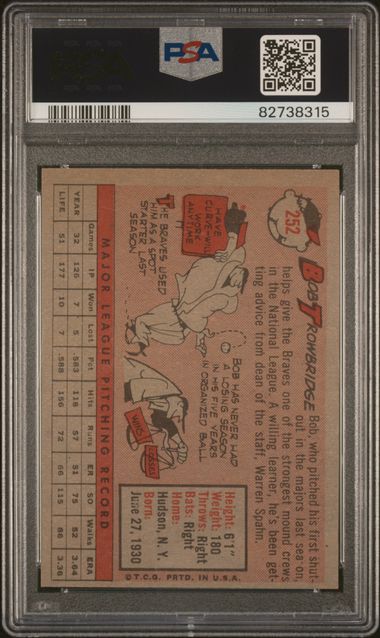 PSA
82738315
252
BOB TROWBRIDGE
Bob, who pitched his first shut-
out in the majors last sea-on,
helps give the Braves one of the strongest mound crews
in the National League. A willing learner, he's been get-
ting advice from dean of the staff, Warren Spahn.
HAVE
CURVE-WILL
WORK
ANYTIME
THE BRAVES USED
HIM AS A SPOT
STARTER LAST
SEASON.
BOB HAS NEVER HAD
A LOSING SEASON
IN HIS FIVE YEARS
IN ORGANIZED BALL
WINS
LOSSES
Height: 6'1"
Weight: 180
Throws: Right
Bats: Right
Home:
Hudson, N. Y.
Born:
June 27, 1930
MAJOR LEAGUE PITCHING RECORD
Games IP Won Lost Pct Hits Runs ER SO Walks ERA
YEAR 32 126 7 5 .583 118 57 51 75 52 3.64
LIFE 51 177 10 7 .588 156 72 66 115 86 3.36
© T.C.G. PRTD. IN U.S.A.